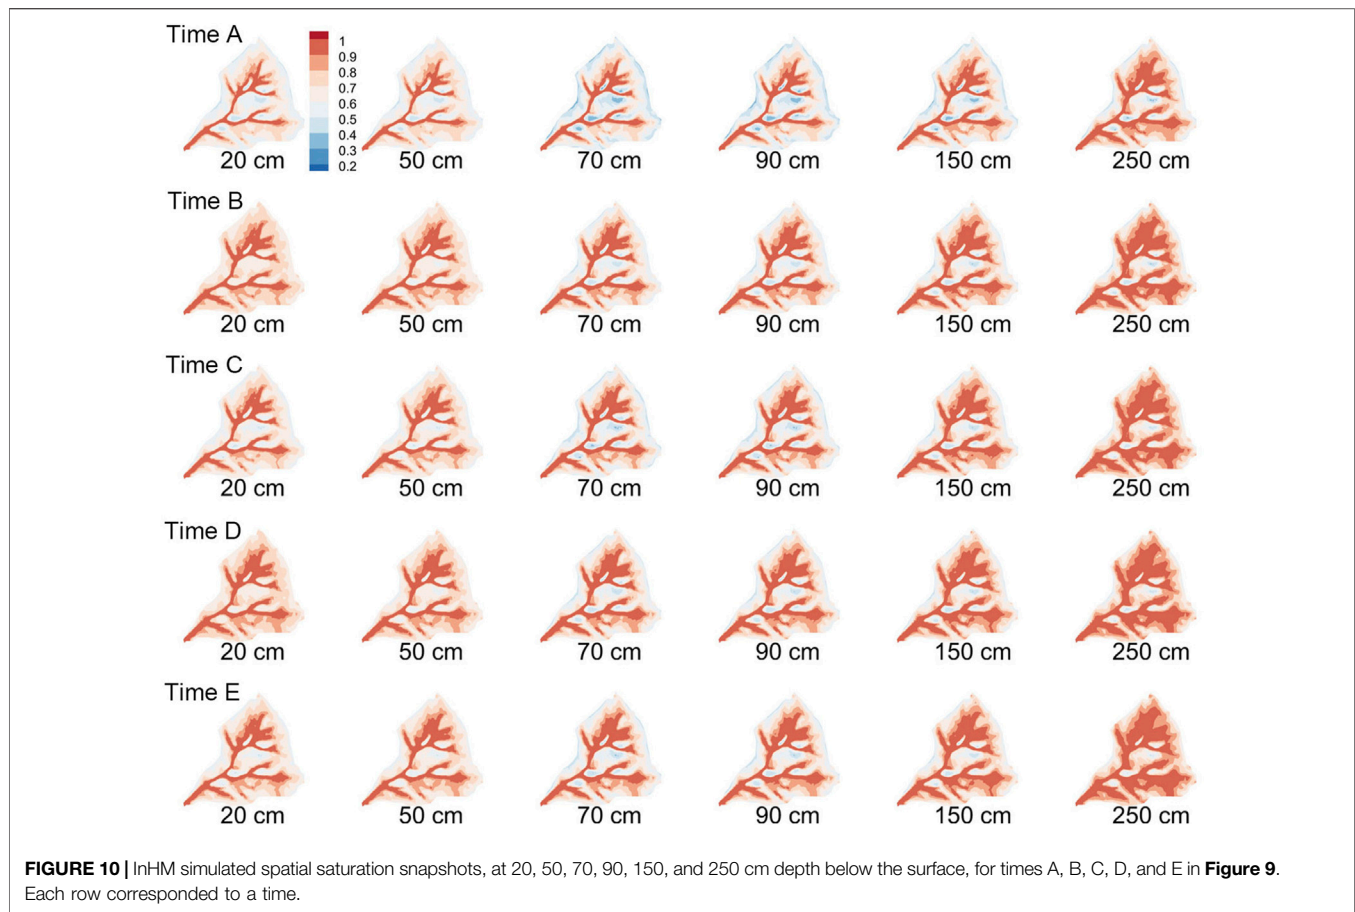 Time A
1
0.9
0.8
0.7
0.6
0.5
0.4
0.3
0.2
20 cm 50 cm 70 cm 90 cm 150 cm 250 cm
Time B
20 cm 50 cm 70 cm 90 cm 150 cm 250 cm
Time C
20 cm 50 cm 70 cm 90 cm 150 cm 250 cm
Time D
20 cm 50 cm 70 cm 90 cm 150 cm 250 cm
Time E
20 cm 50 cm 70 cm 90 cm 150 cm 250 cm
FIGURE 10 | InHM simulated spatial saturation snapshots, at 20, 50, 70, 90, 150, and 250 cm depth below the surface, for times A, B, C, D, and E in Figure 9.
Each row corresponded to a time.